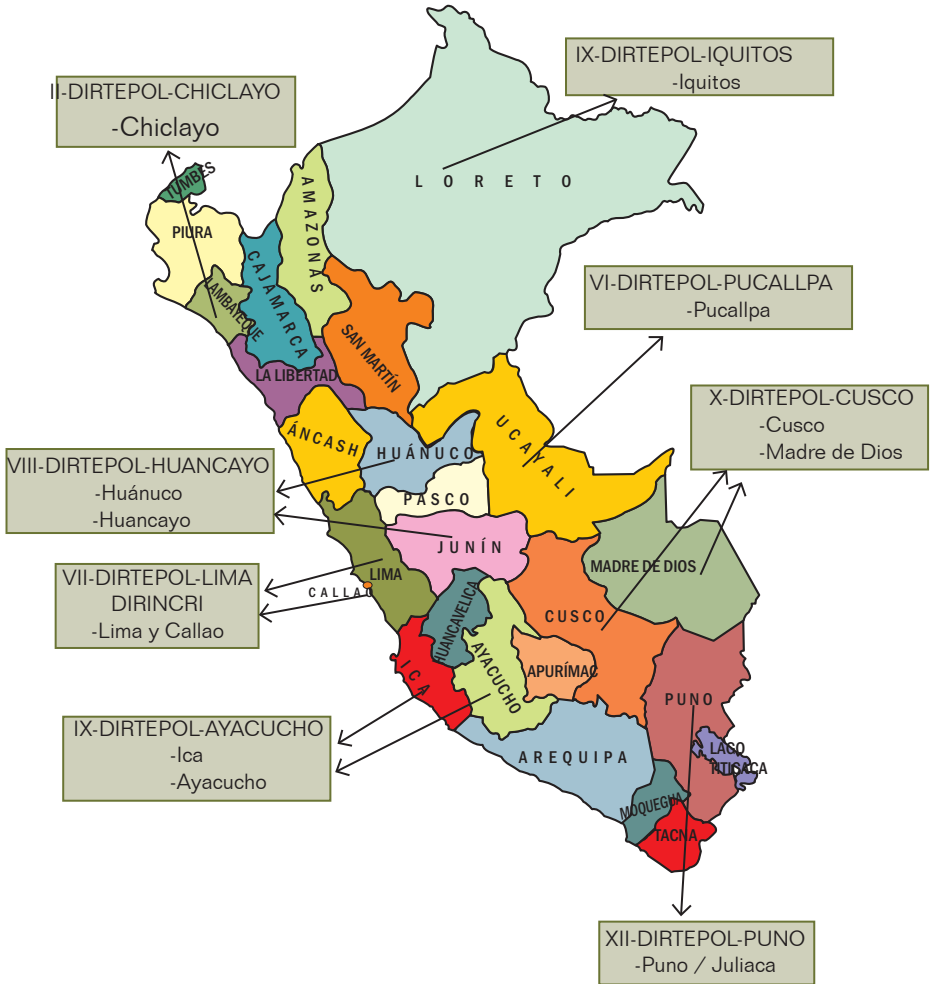 IX-DIRTEPOL-IQUITOS
-Iquitos
II-DIRTEPOL-CHICLAYO
-Chiclayo
TUMBES
AMAZONÁS
LORETO
PIURA
CAJAMARCA
LAMBAYEQUE
SAN MARTÍN
LA LIBERTAD
VI-DIRTEPOL-PUCALLPA
-Pucallpa
X-DIRTEPOL-CUSCO
-Cusco
-Madre de Dios
UCAYALI
ÁNCASH
HUÁNUCO
VIII-DIRTEPOL-HUANCAYO
-Huánuco
-Huancayo
PASCO
JUNÍN
MADRE DE DIOS
VII-DIRTEPOL-LIMA
DIRINCRI
-Lima y Callao
LIMA
CALLAO
HUANCAVELICA
CUSCO
AYACUCHO
APURÍMAC
ICA
PUNO
IX-DIRTEPOL-AYACUCHO
-Ica
-Ayacucho
AREQUIPA
LAGO
TITICACA
MOQUEGUA
TACNA
XII-DIRTEPOL-PUNO
-Puno / Juliaca